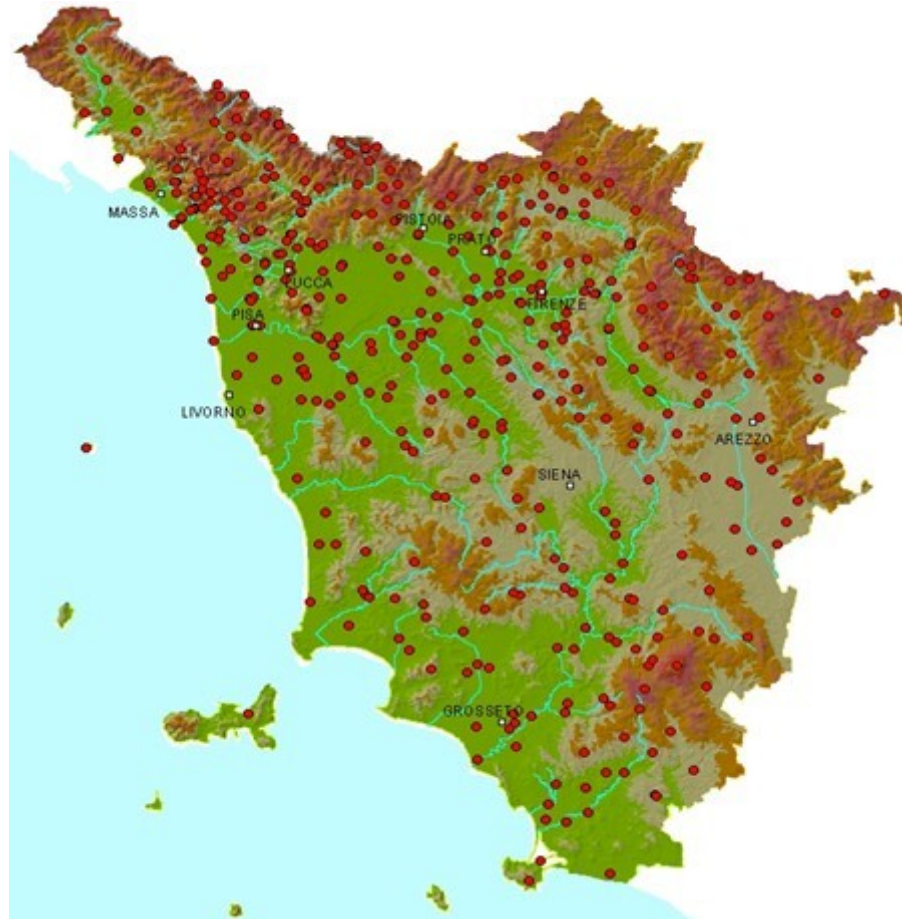 MASSA
PISTOIA
PRATO
LUCCA
FIRENZE
PISA
LIVORNO
AREZZO
SIENA
GROSSETO